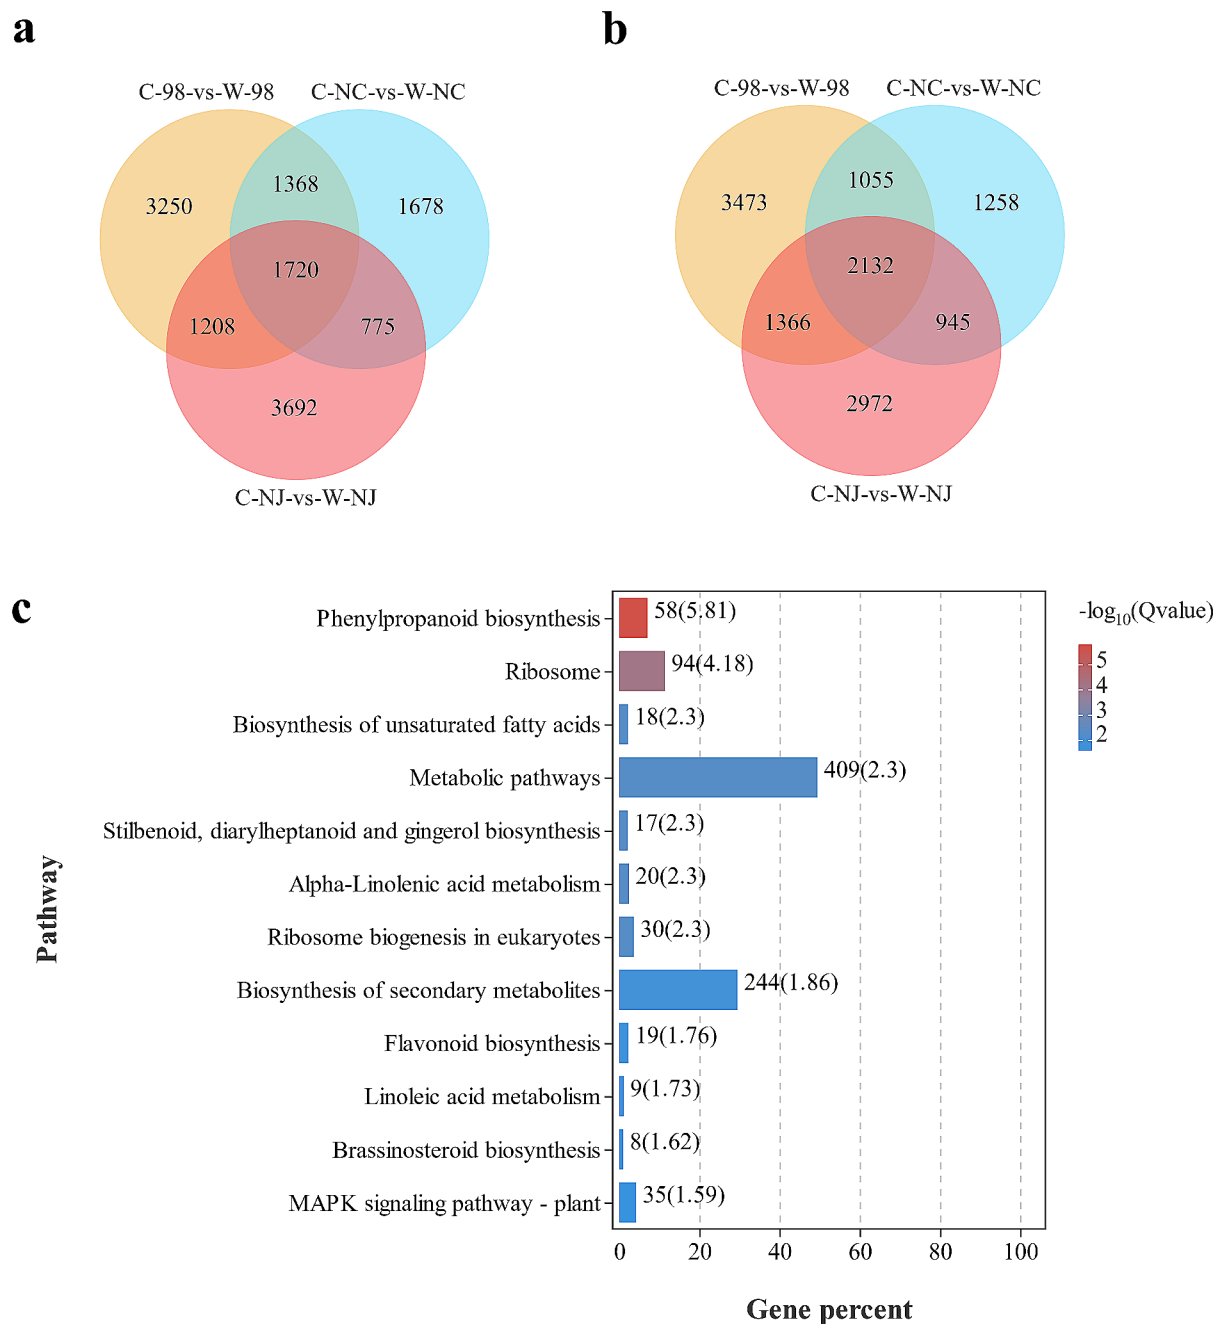 a
C-98-vs-W-98
C-NC-vs-W-NC
3250
1368
1678
1720
1208
775
3692
C-NJ-vs-W-NJ
b
C-98-vs-W-98
C-NC-vs-W-NC
3473
1055
1258
2132
1366
945
2972
C-NJ-vs-W-NJ
c
Pathway
Phenylpropanoid biosynthesis 58(5.81)
Ribosome 94(4.18)
Biosynthesis of unsaturated fatty acids 18(2.3)
Metabolic pathways 409(2.3)
Stilbenoid, diarylheptanoid and gingerol biosynthesis 17(2.3)
Alpha-Linolenic acid metabolism 20(2.3)
Ribosome biogenesis in eukaryotes 30(2.3)
Biosynthesis of secondary metabolites 244(1.86)
Flavonoid biosynthesis 19(1.76)
Linoleic acid metabolism 9(1.73)
Brassinosteroid biosynthesis 8(1.62)
MAPK signaling pathway - plant 35(1.59)
0 20 40 60 80 100
Gene percent
-log₁₀(Qvalue)
5
4
3
2